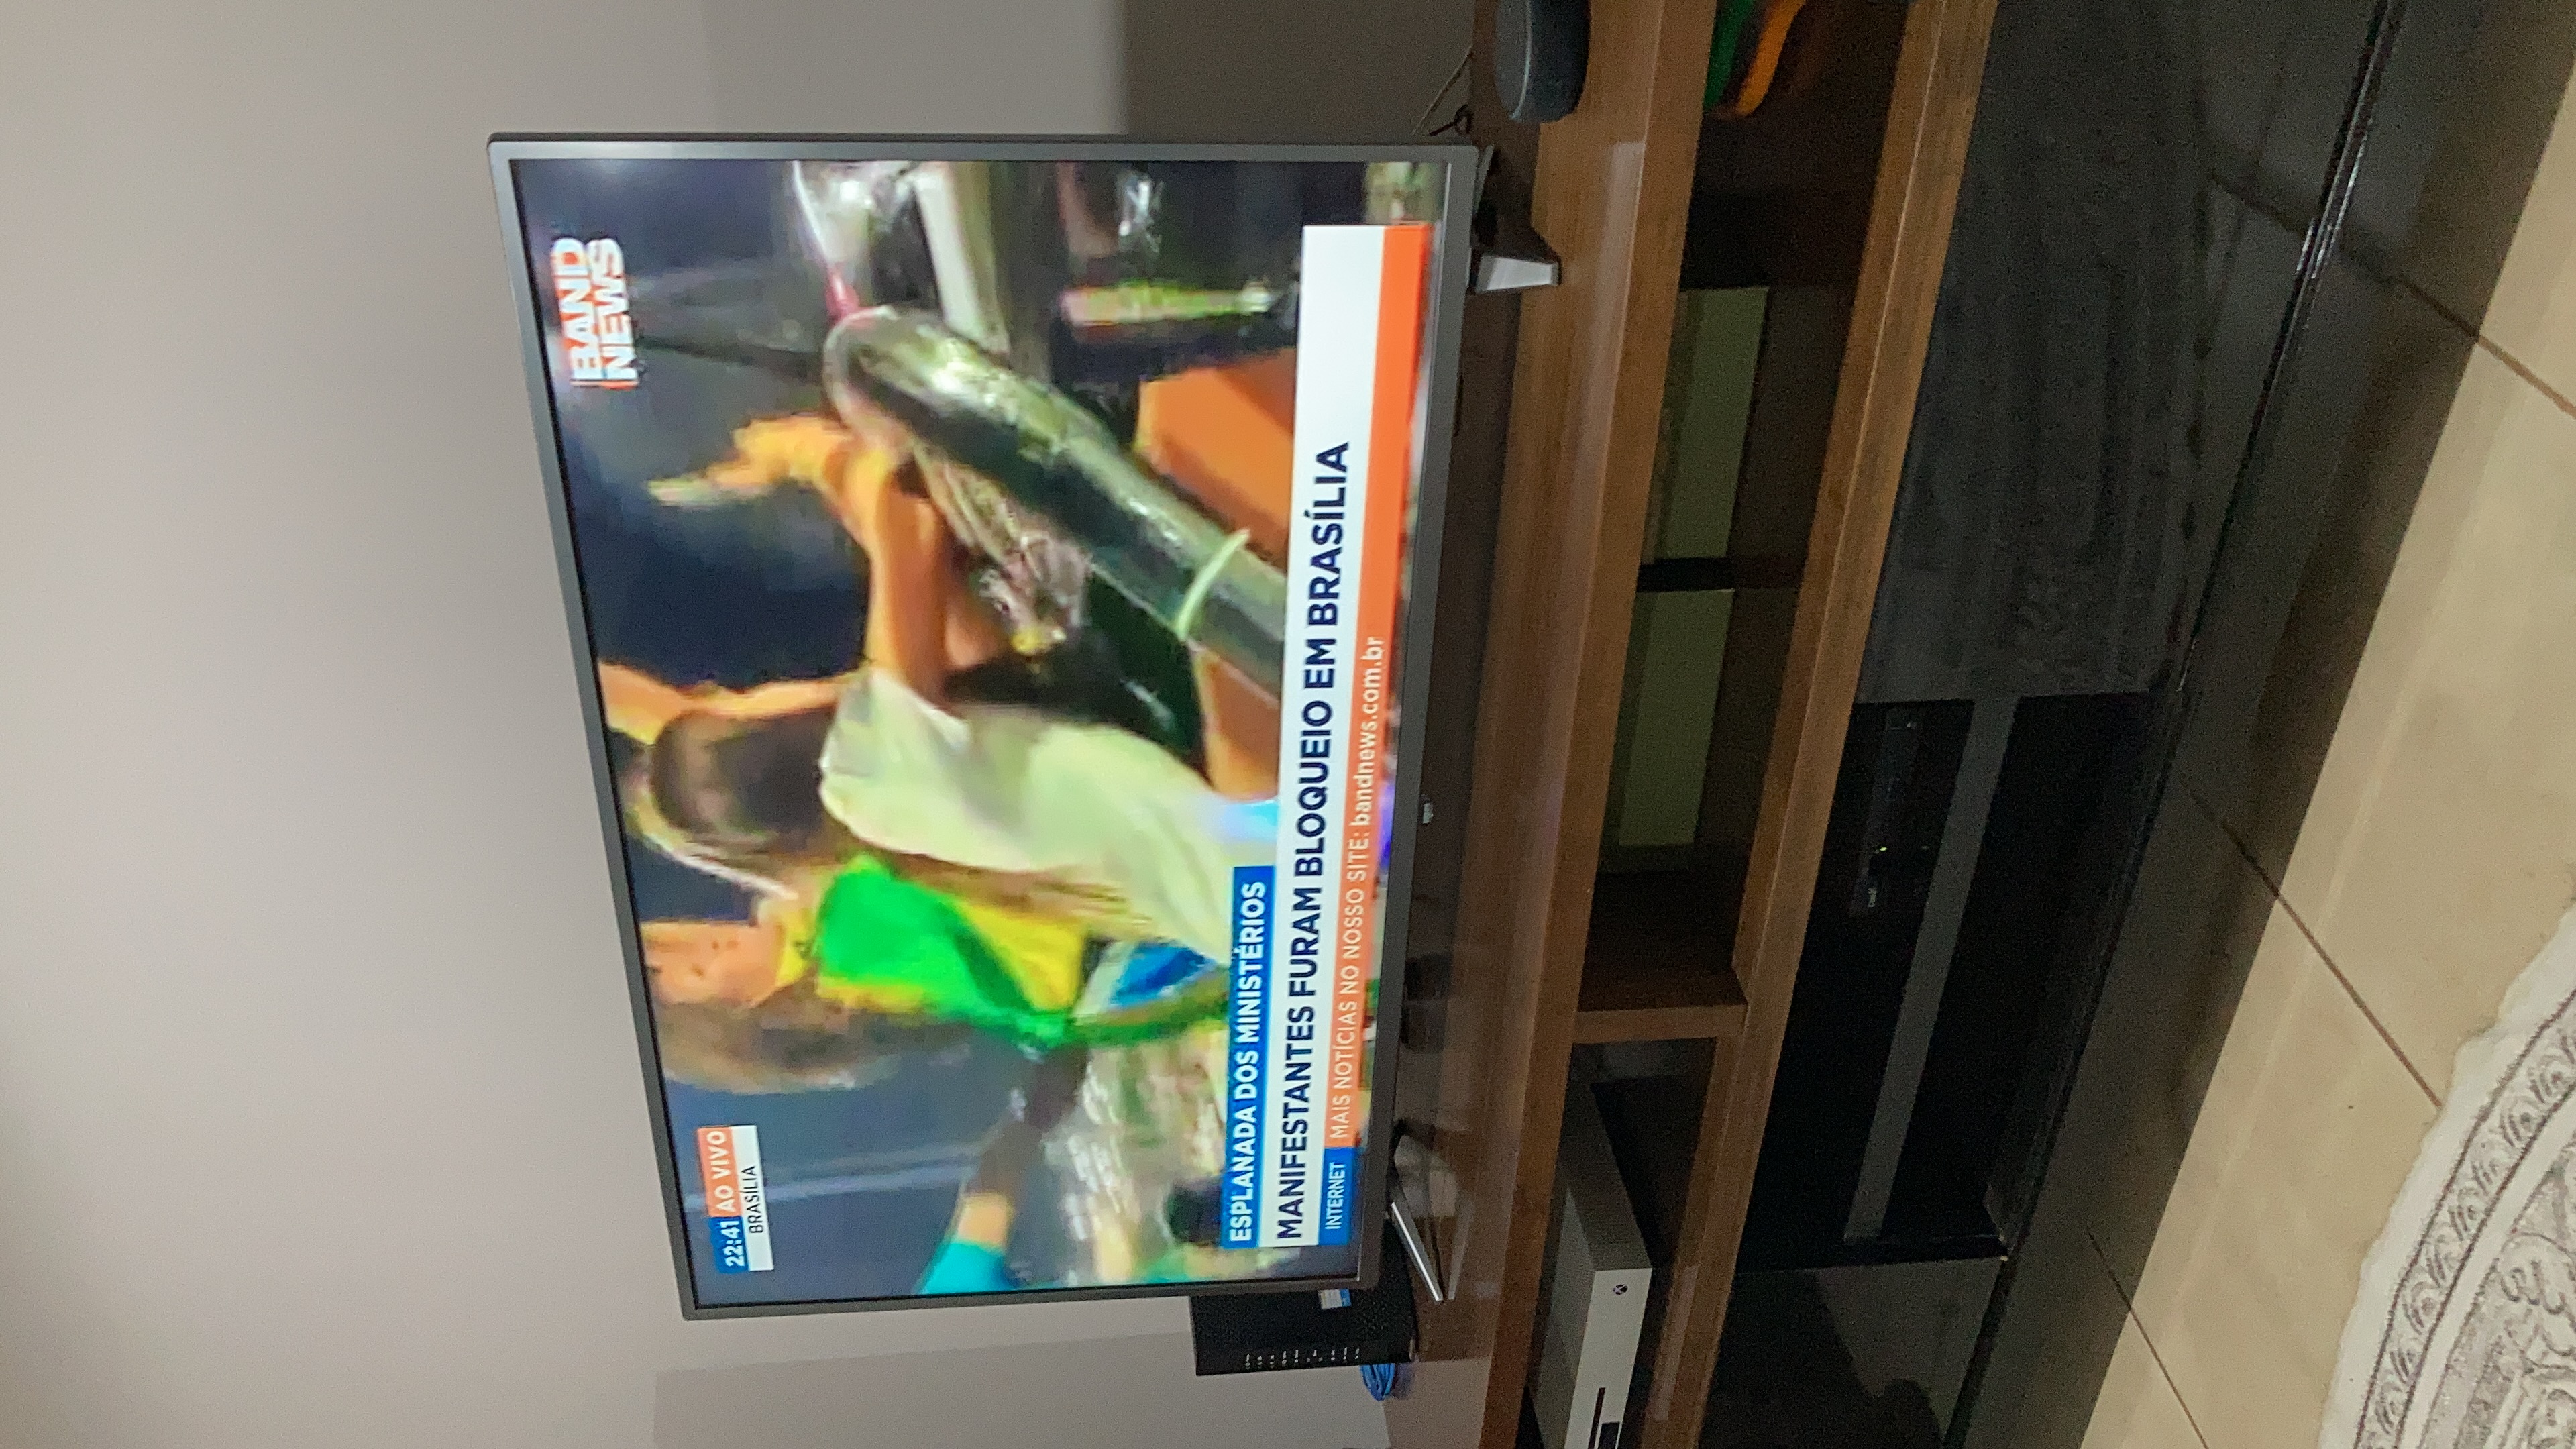 BAND
NEWS
22:41 AO VIVO
BRASÍLIA
ESPLANADA DOS MINISTÉRIOS
MANIFESTANTES FURAM BLOQUEIO EM BRASÍLIA
INTERNET MAIS NOTÍCIAS NO NOSSO SITE: bandnews.com.br